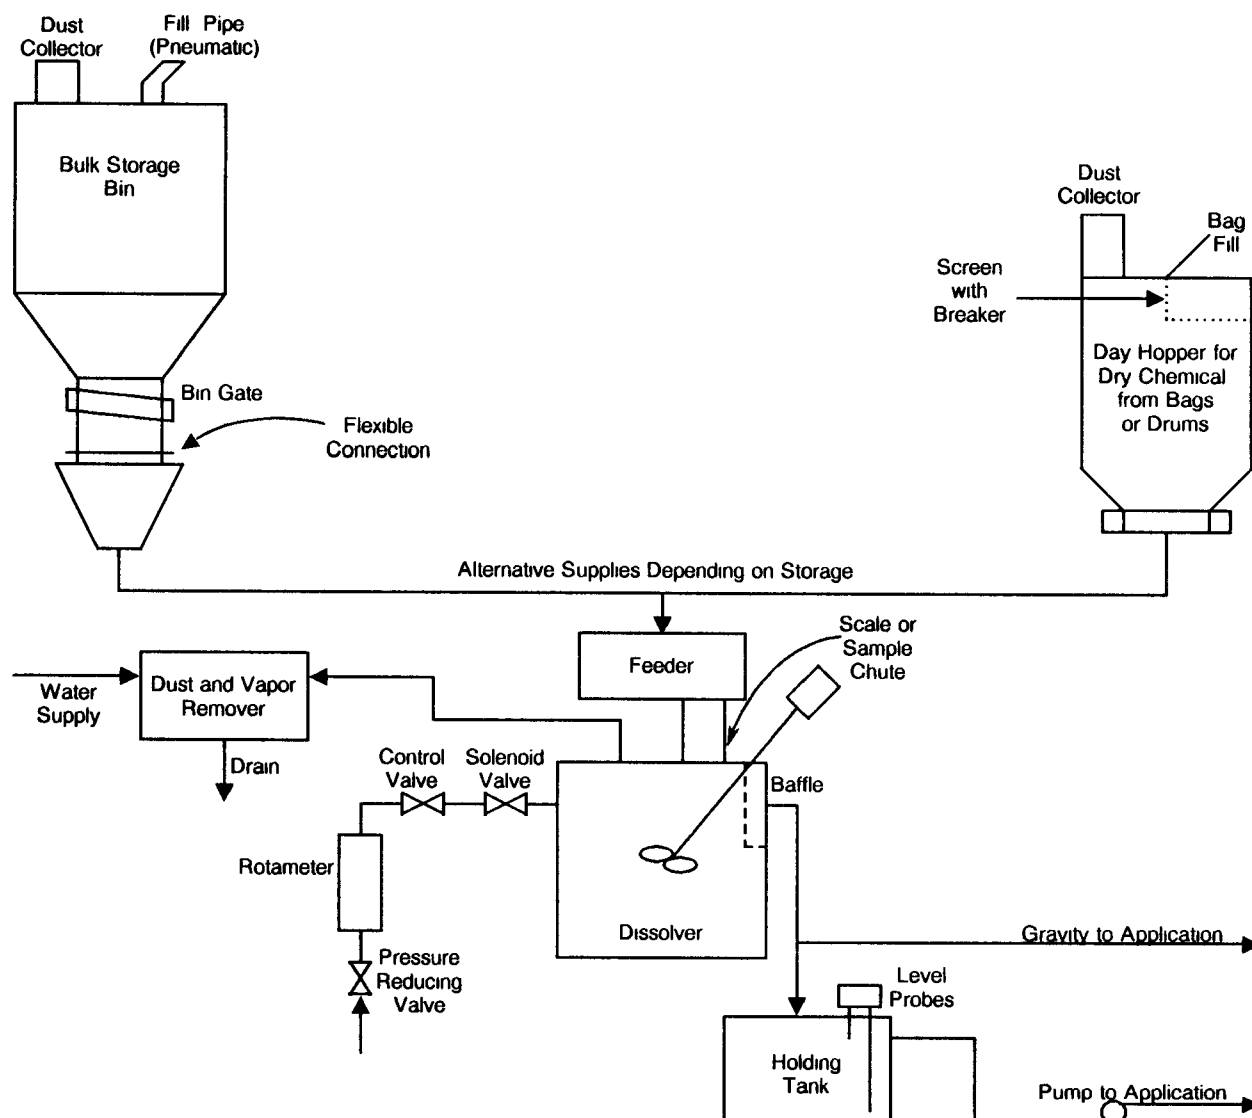 Dust
Collector
Fill Pipe
(Pneumatic)
Bulk Storage
Bin
Dust
Collector
Bag
Fill
Screen
with
Breaker
Day Hopper for
Dry Chemical
from Bags
or Drums
Bin Gate
Flexible
Connection
Alternative Supplies Depending on Storage
Scale or
Sample
Chute
Feeder
Water
Supply
Dust and Vapor
Remover
Drain
Control
Valve
Solenoid
Valve
Baffle
Rotameter
Dissolver
Pressure
Reducing
Valve
Gravity to Application
Level
Probes
Holding
Tank
Pump to Application